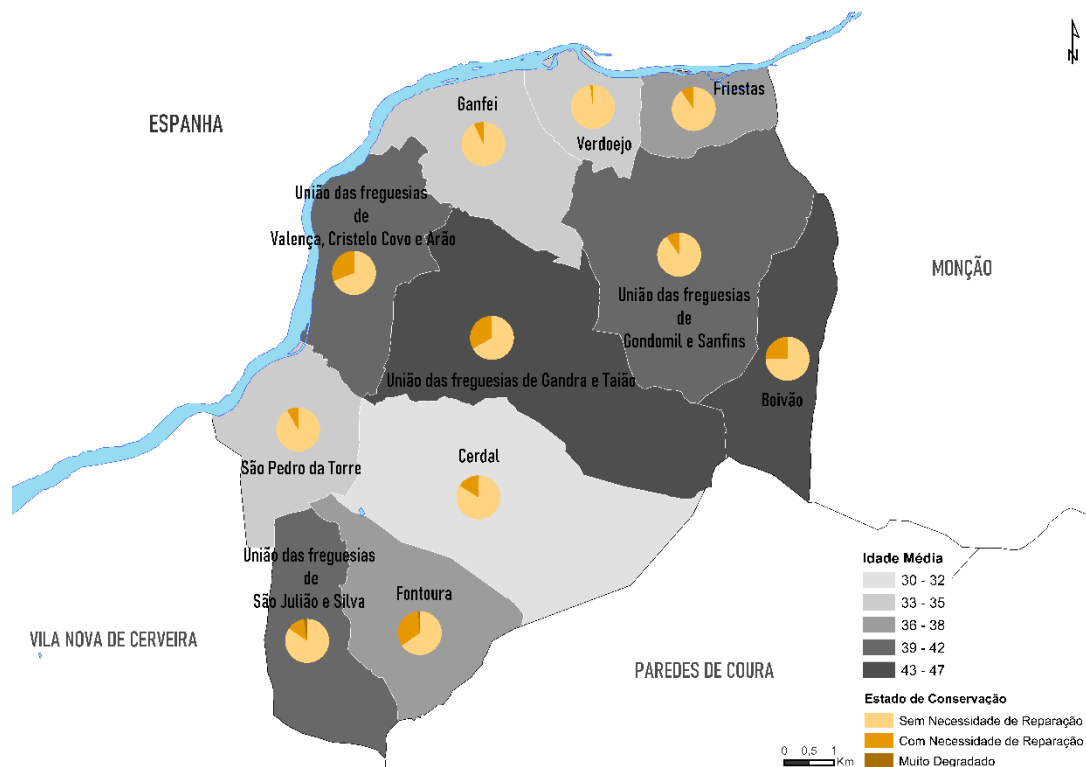 N
ESPANHA
Ganfei
Verdoejo
Friestas
União das freguesias
de
Valença, Cristelo Covo e Arão
MONÇÃO
União das freguesias
de
Gondomil e Sanfins
União das freguesias de Gandra e Taião
Boivão
São Pedro da Torre
Cerdal
União das freguesias
de
São Julião e Silva
Fontoura
VILA NOVA DE CERVEIRA
PAREDES DE COURA
Idade Média
30 - 32
33 - 35
36 - 38
39 - 42
43 - 47
Estado de Conservação
Sem Necessidade de Reparação
Com Necessidade de Reparação
Muito Degradado
0 0,5 1
Km